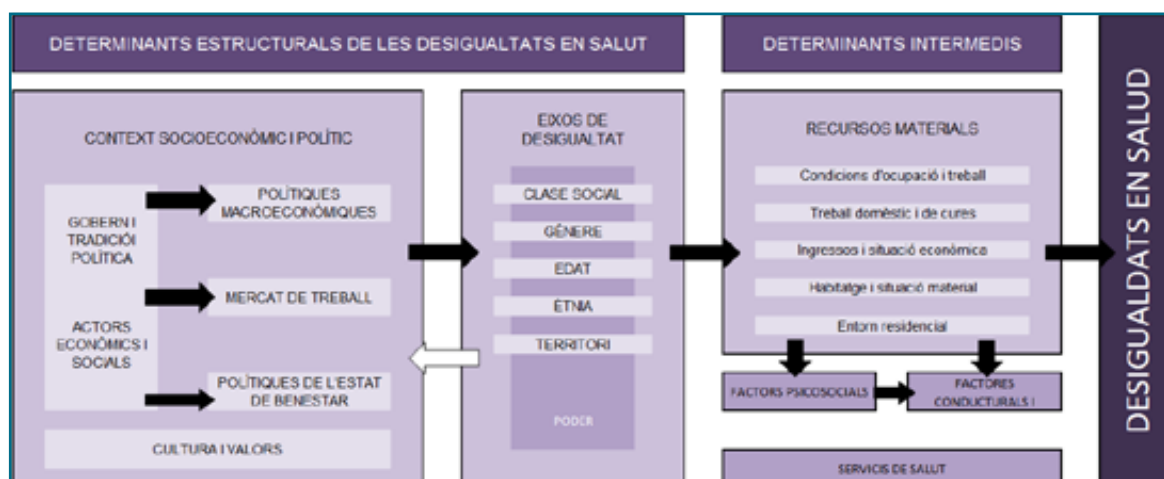 DETERMINANTS ESTRUCTURALS DE LES DESIGUALTATS EN SALUT
DETERMINANTS INTERMEDIS
CONTEXT SOCIOECONÒMIC I POLÍTIC
GOBERN I
TRADICIÓI
POLÍTICA
ACTORS
ECONÒMICS I
SOCIALS
POLÍTIQUES
MACROECONÒMIQUES
MERCAT DE TREBALL
POLÍTIQUES DE L'ESTAT
DE BENESTAR
CULTURA I VALORS
EIXOS DE
DESIGUALTAT
CLASE SOCIAL
GÈNERE
EDAT
ÈTNIA
TERRITORI
PODER
RECURSOS MATERIALS
Condicions d'ocupació i treball
Treball domèstic i de cures
Ingressos i situació econòmica
Habitatge i situació material
Entorn residencial
FACTORS PSICOSOCIALS
FACTORES
CONDUCTURALS I
SERVICIS DE SALUT
DESIGUALDATS EN SALUD